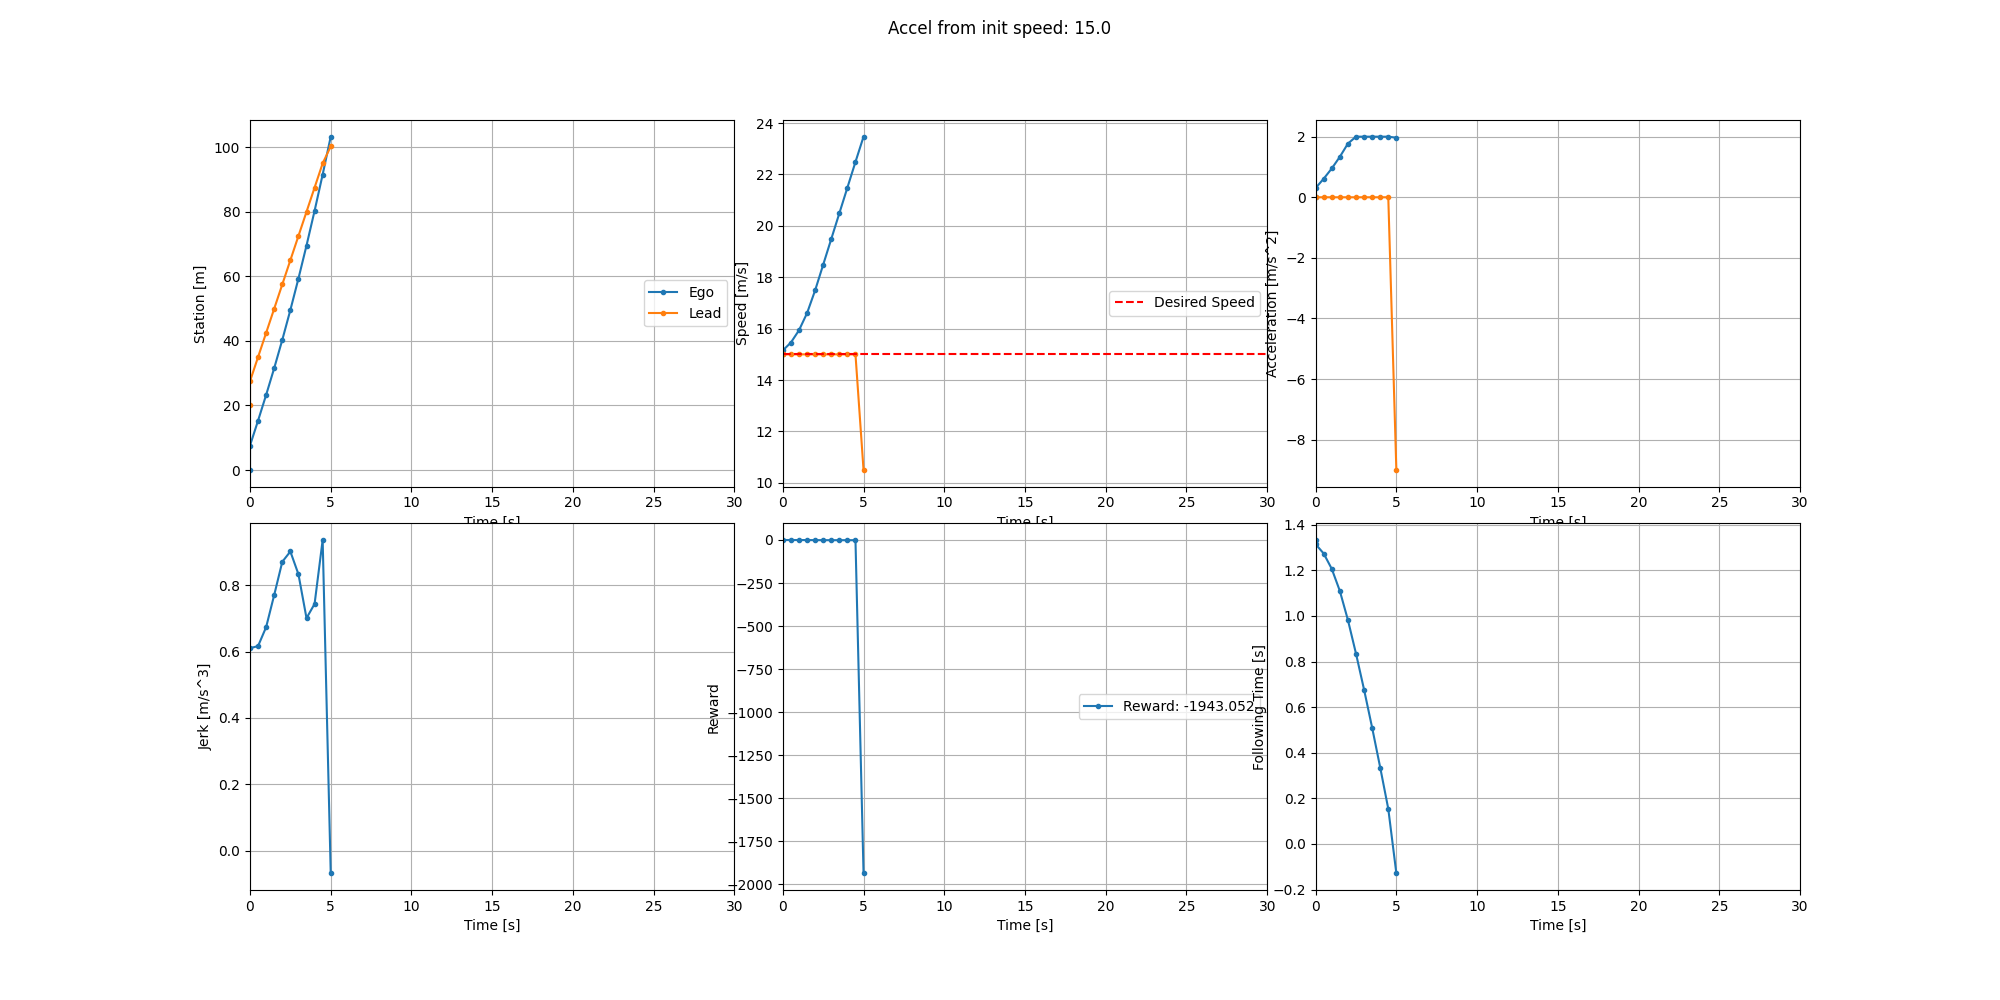 Accel from init speed: 15.0
Station [m]
100
80
60
40
20
0
Ego
Lead
0 5 10 15 20 25 30
Time [s]
Speed [m/s]
24
22
20
18
16
14
12
10
Desired Speed
0 5 10 15 20 25 30
Time [s]
Acceleration [m/s^2]
2
0
−2
−4
−6
−8
0 5 10 15 20 25 30
Time [s]
Jerk [m/s^3]
0.8
0.6
0.4
0.2
0.0
0 5 10 15 20 25 30
Time [s]
Reward
0
−250
−500
−750
−1000
−1250
−1500
−1750
−2000
Reward: -1943.052
0 5 10 15 20 25 30
Time [s]
Following Time [s]
1.4
1.2
1.0
0.8
0.6
0.4
0.2
0.0
−0.2
0 5 10 15 20 25 30
Time [s]